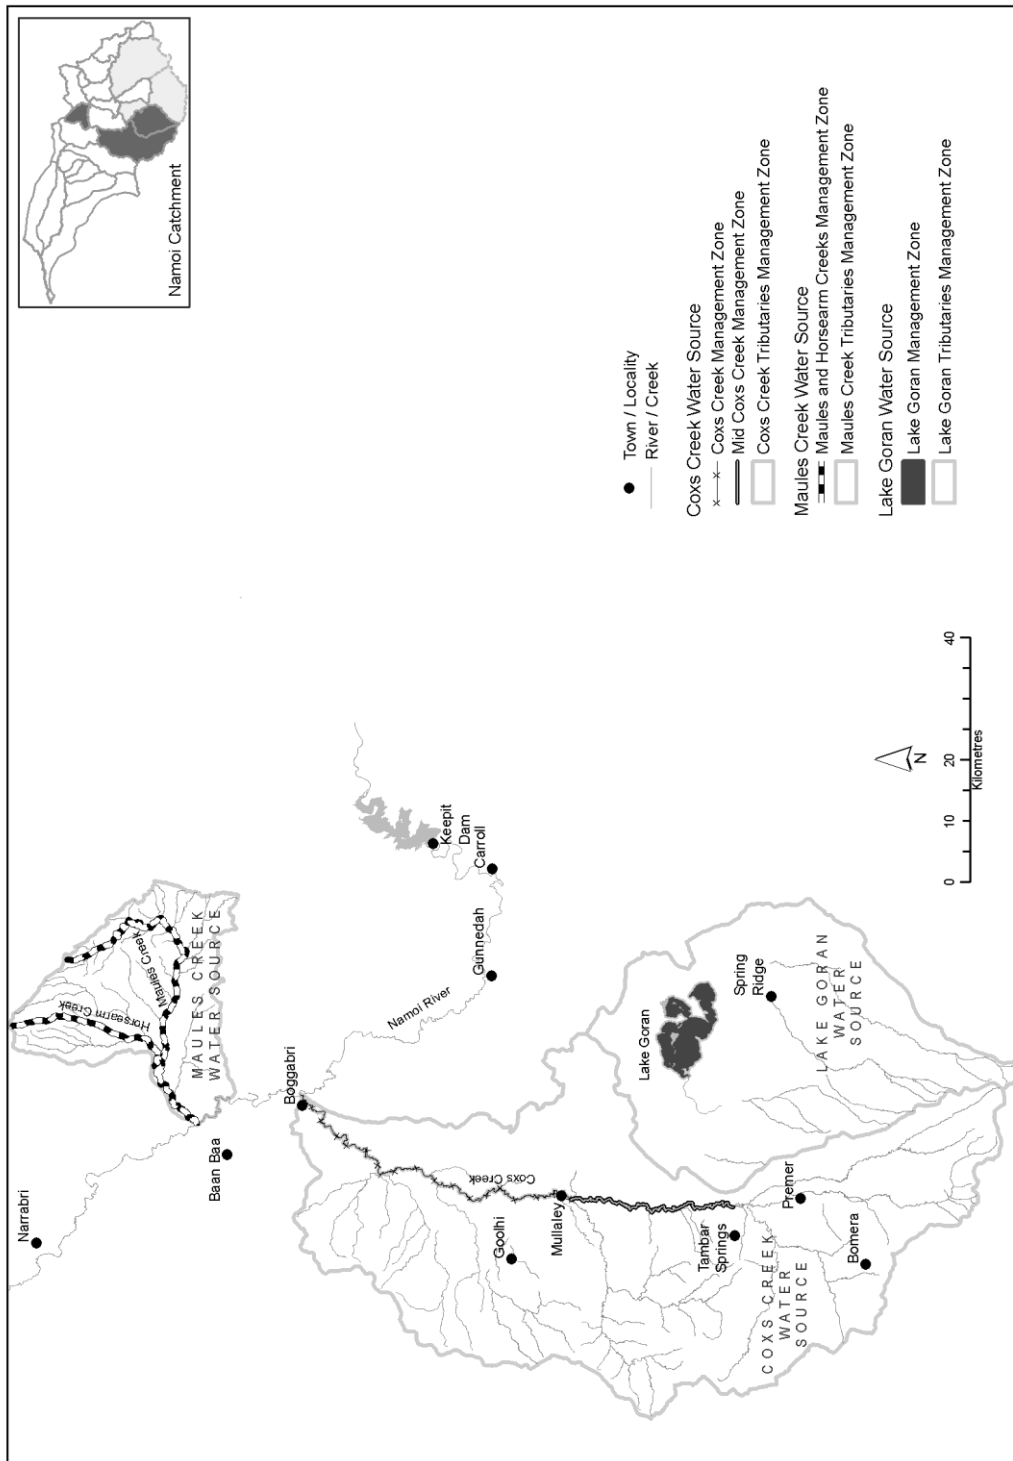 Namoi Catchment
Narrabri
Baan Baa
Horsearm Creek
Maules Creek
MAULES CREEK
WATER SOURCE
Boggabri
Namoi River
Gunnedah
Carroll
Keepit
Dam
Coxs Creek
Goolhi
Mullaley
Tambar
Springs
Premer
Bomera
COXS CREEK
WATER
SOURCE
Lake Goran
Spring
Ridge
LAKE GORAN
WATER
SOURCE
N
0 10 20 40
Kilometres
Town / Locality
River / Creek
Coxs Creek Water Source
Coxs Creek Management Zone
Mid Coxs Creek Management Zone
Coxs Creek Tributaries Management Zone
Maules Creek Water Source
Maules and Horsearm Creeks Management Zone
Maules Creek Tributaries Management Zone
Lake Goran Water Source
Lake Goran Management Zone
Lake Goran Tributaries Management Zone